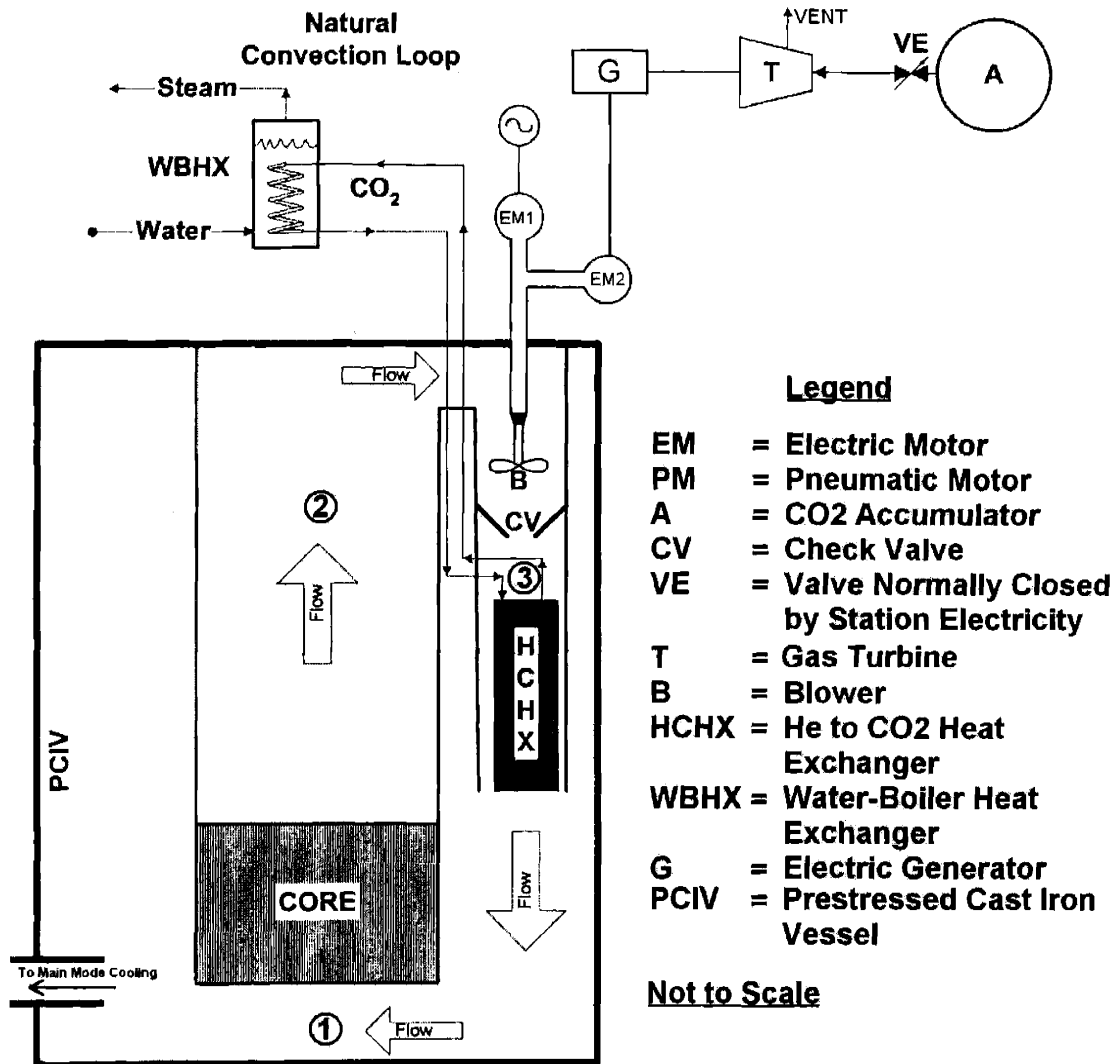 Natural
Convection Loop
VENT
VE
G
T
A
Steam
WBHX
CO2
Water
EM1
EM2
Flow
B
CV
②
Flow
③
HCHX
PCIV
CORE
Flow
To Main Mode Cooling
①
Flow
Legend
EM = Electric Motor
PM = Pneumatic Motor
A = CO2 Accumulator
CV = Check Valve
VE = Valve Normally Closed
by Station Electricity
T = Gas Turbine
B = Blower
HCHX = He to CO2 Heat
Exchanger
WBHX = Water-Boiler Heat
Exchanger
G = Electric Generator
PCIV = Prestressed Cast Iron
Vessel
Not to Scale